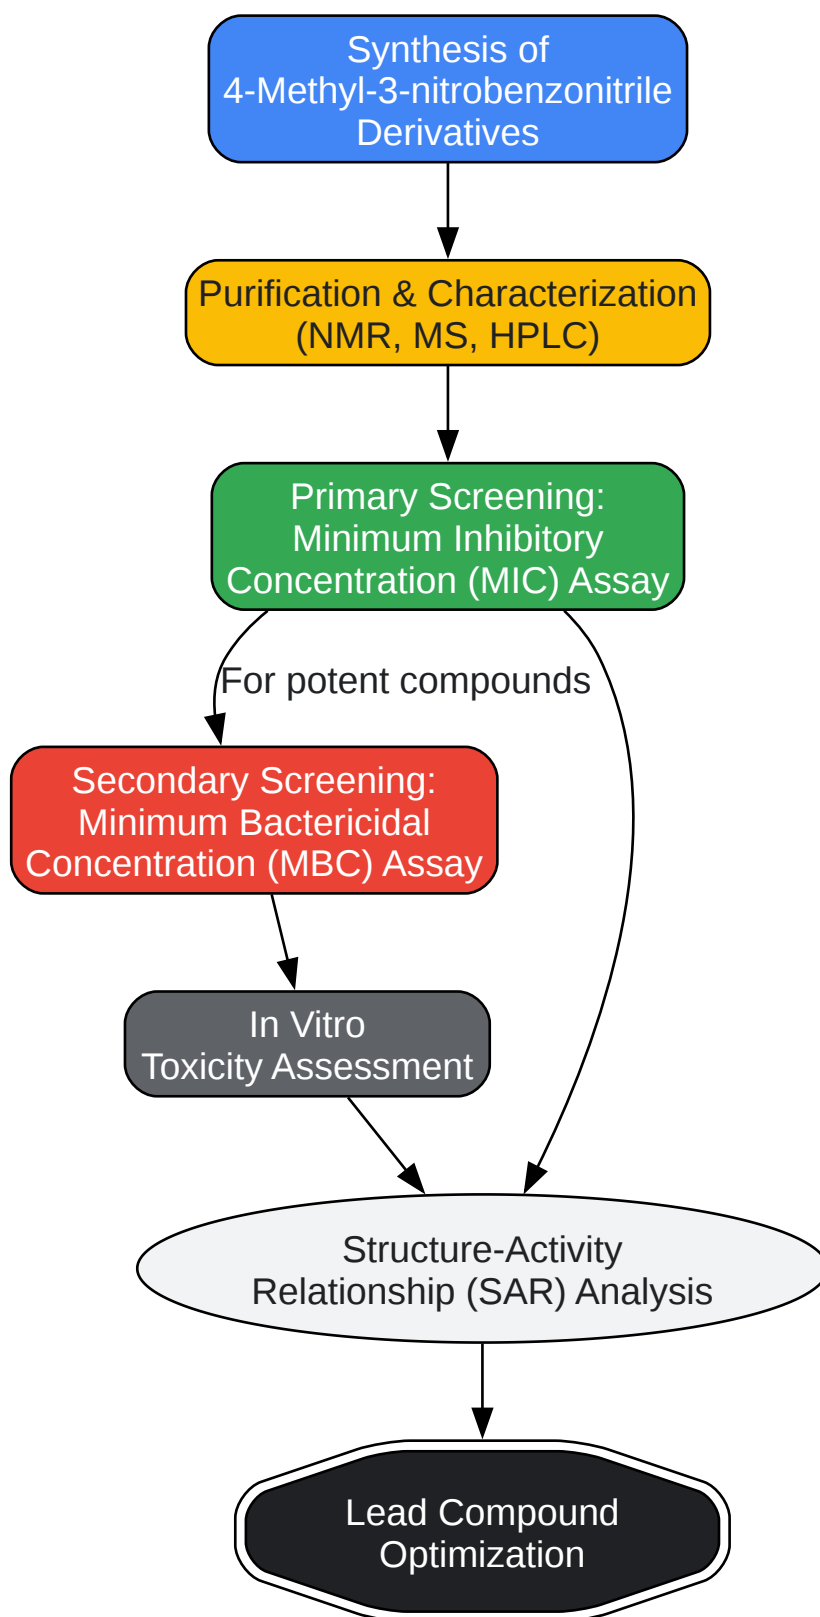 Synthesis of
4-Methyl-3-nitrobenzonitrile
Derivatives
Purification & Characterization
(NMR, MS, HPLC)
Primary Screening:
Minimum Inhibitory
Concentration (MIC) Assay
For potent compounds
Secondary Screening:
Minimum Bactericidal
Concentration (MBC) Assay
In Vitro
Toxicity Assessment
Structure-Activity
Relationship (SAR) Analysis
Lead Compound
Optimization